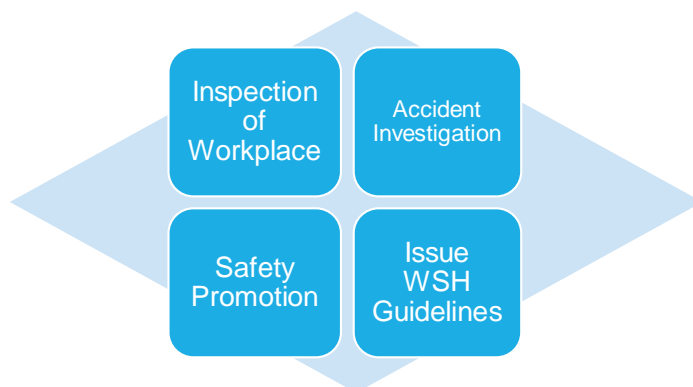 Inspection
of
Workplace
Accident
Investigation
Safety
Promotion
Issue
WSH
Guidelines